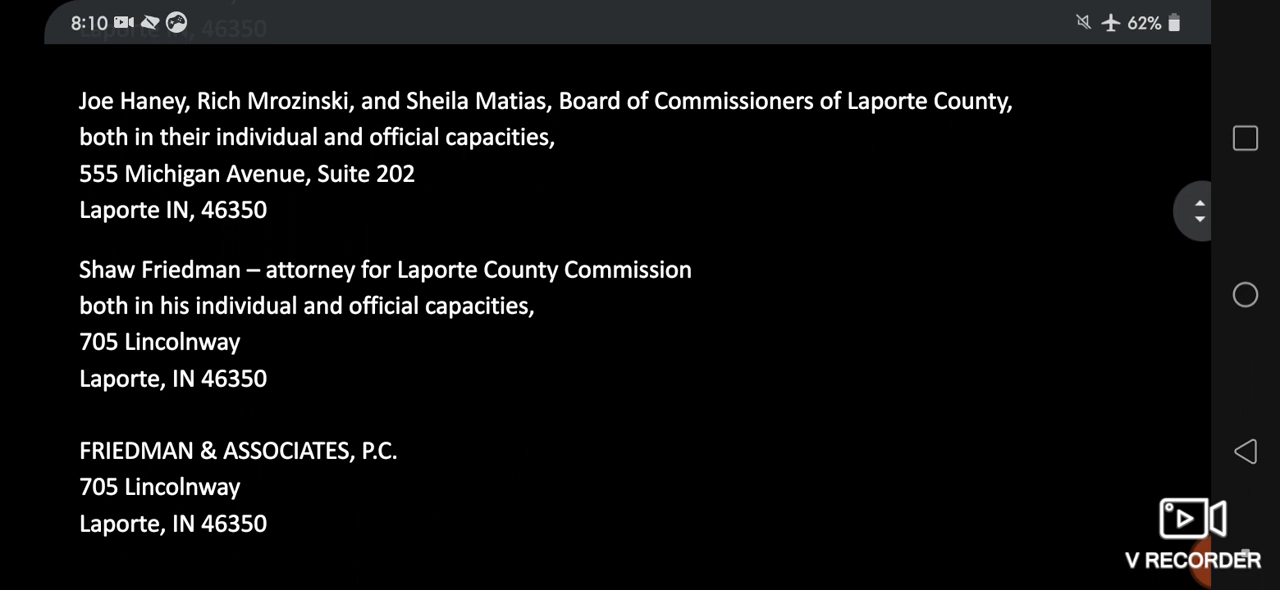 8:10 62%
Laporte IN, 46350
Joe Haney, Rich Mrozinski, and Sheila Matias, Board of Commissioners of Laporte County,
both in their individual and official capacities,
555 Michigan Avenue, Suite 202
Laporte IN, 46350
Shaw Friedman – attorney for Laporte County Commission
both in his individual and official capacities,
705 Lincolnway
Laporte, IN 46350
FRIEDMAN & ASSOCIATES, P.C.
705 Lincolnway
Laporte, IN 46350
V RECORDER